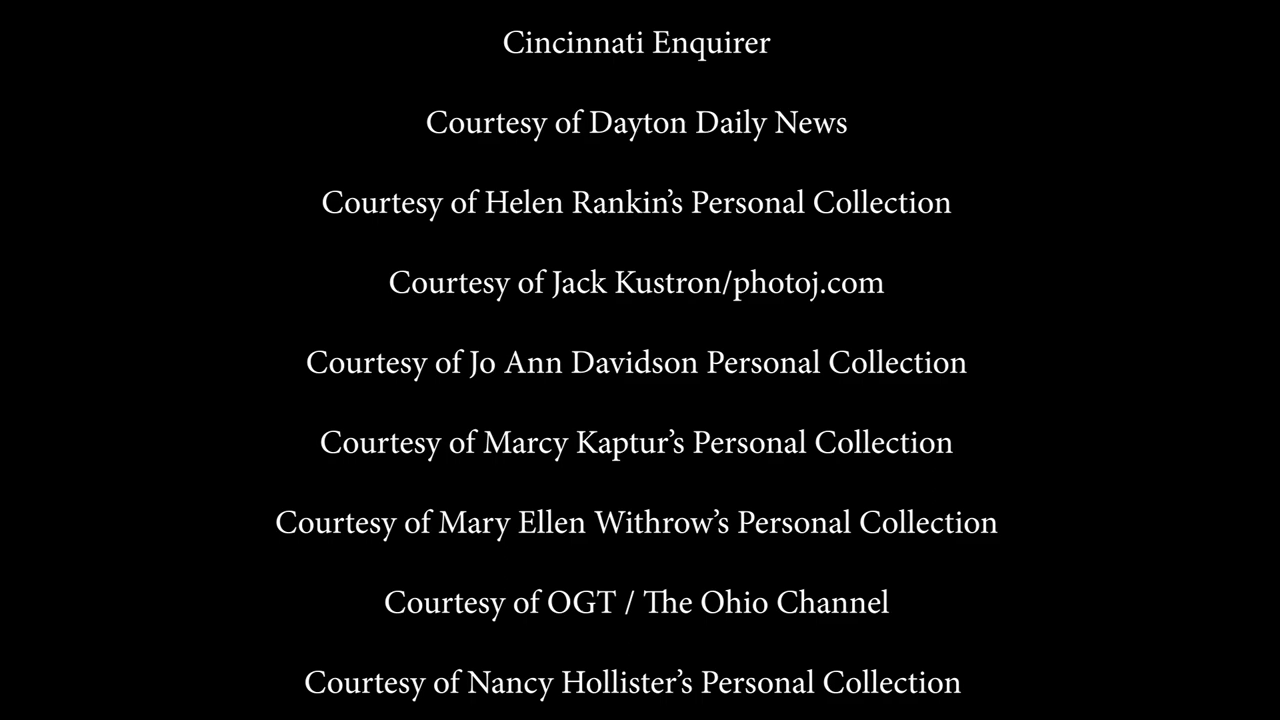 Cincinnati Enquirer
Courtesy of Dayton Daily News
Courtesy of Helen Rankin’s Personal Collection
Courtesy of Jack Kustron/photoj.com
Courtesy of Jo Ann Davidson Personal Collection
Courtesy of Marcy Kaptur’s Personal Collection
Courtesy of Mary Ellen Withrow’s Personal Collection
Courtesy of OGT / The Ohio Channel
Courtesy of Nancy Hollister’s Personal Collection